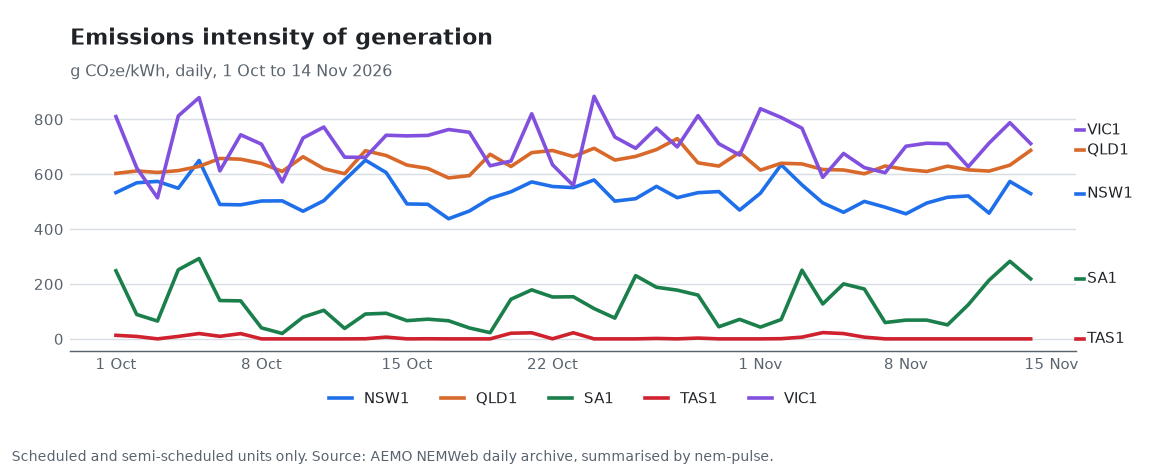 Emissions intensity of generation
g CO₂e/kWh, daily, 1 Oct to 14 Nov 2026
800
600
400
200
0
VIC1
QLD1
NSW1
SA1
TAS1
1 Oct 8 Oct 15 Oct 22 Oct 1 Nov 8 Nov 15 Nov
NSW1 QLD1 SA1 TAS1 VIC1
Scheduled and semi-scheduled units only. Source: AEMO NEMWeb daily archive, summarised by nem-pulse.